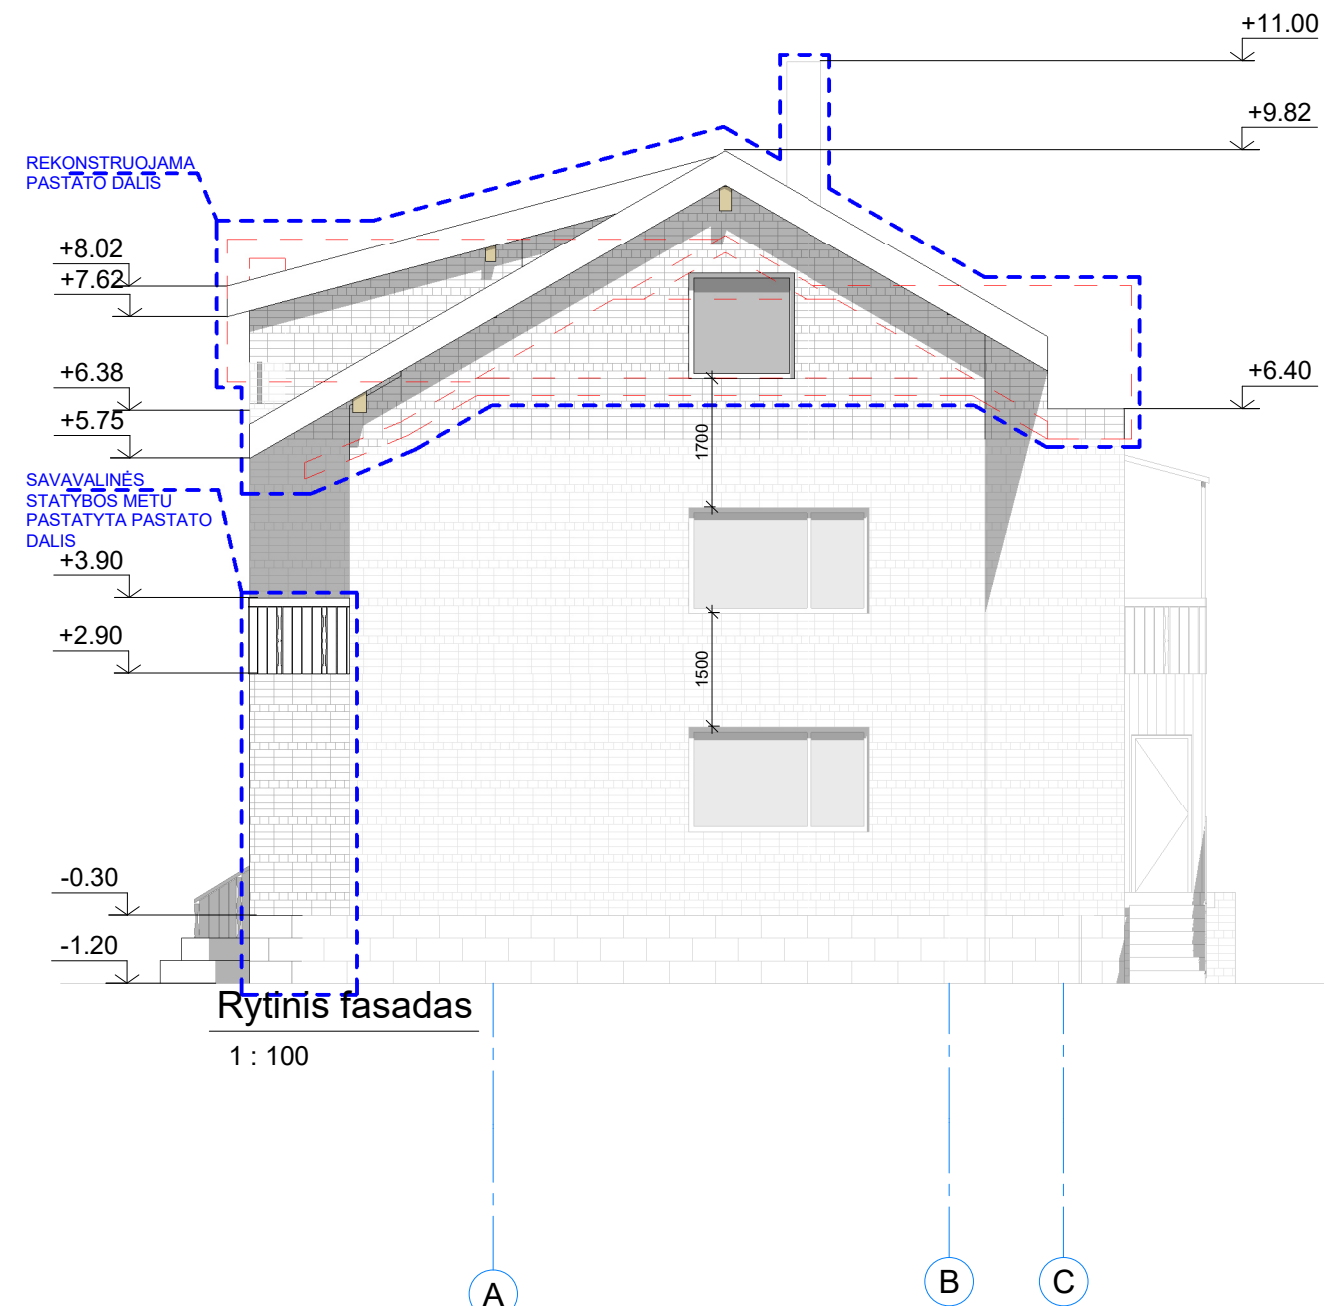 +11.00
+9.82
REKONSTRUOJAMA
PASTATO DALIS
+8.02
+7.62
+6.38
+6.40
+5.75
1700
SAVAVALINĖS
STATYBOS METU
PASTATYTA PASTATO
DALIS
+3.90
+2.90
1500
-0.30
-1.20
Rytinis fasadas
1 : 100
A
B
C